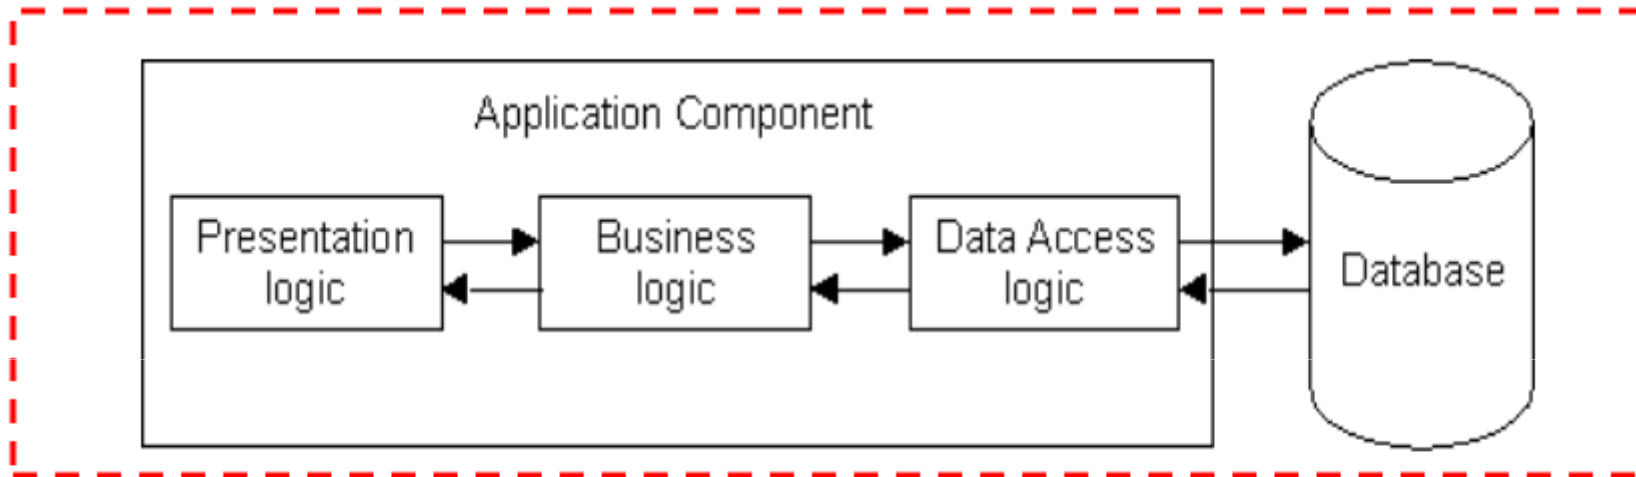 Application Component
Presentation
logic
Business
logic
Data Access
logic
Database